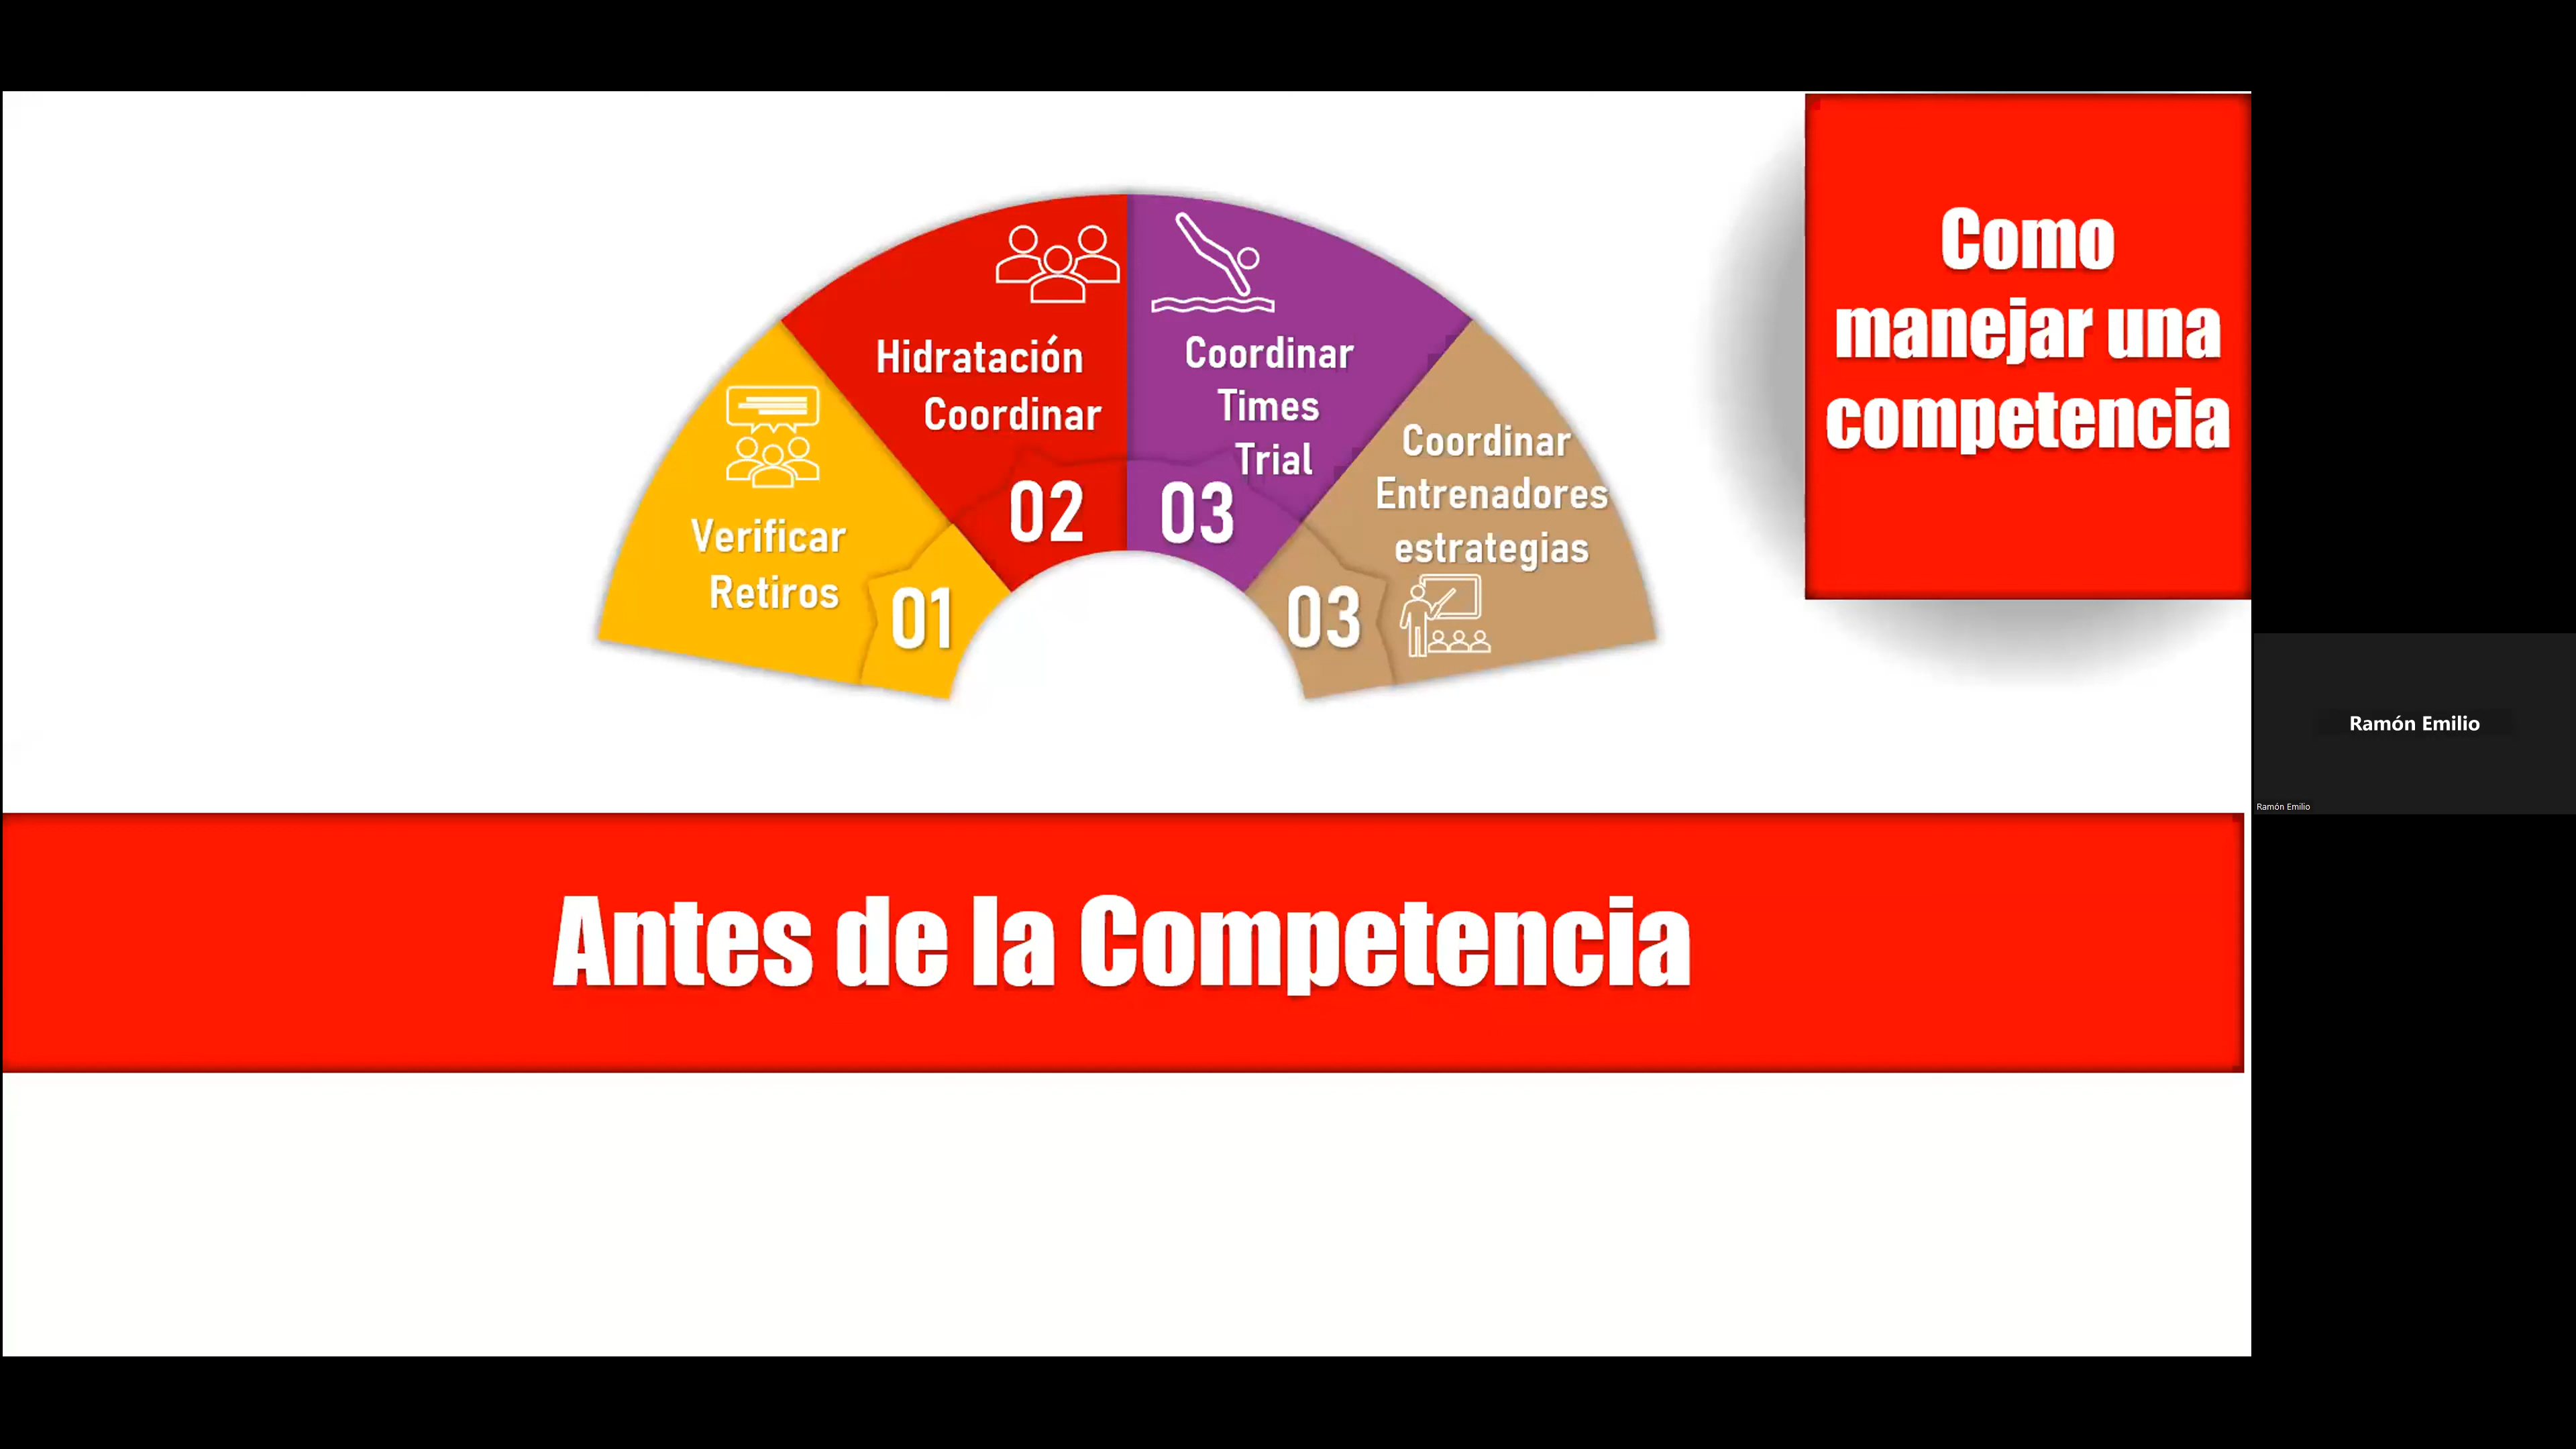 Como
manejar una
competencia
Verificar
Retiros
01
Hidratación
Coordinar
02
Coordinar
Times
Trial
03
Coordinar
Entrenadores
estrategias
03
Antes de la Competencia
Ramón Emilio
Ramón Emilio